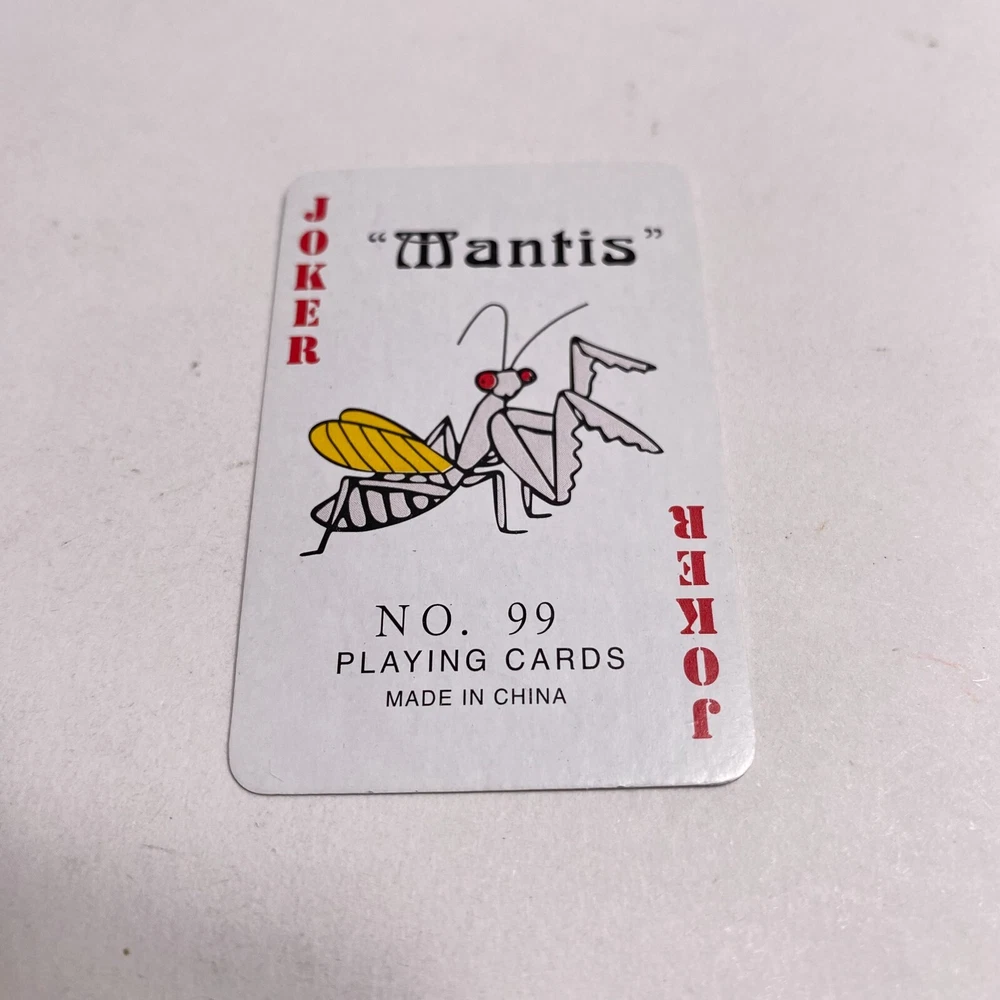 JOKER
“Mantis”
NO. 99
PLAYING CARDS
MADE IN CHINA
JOKER